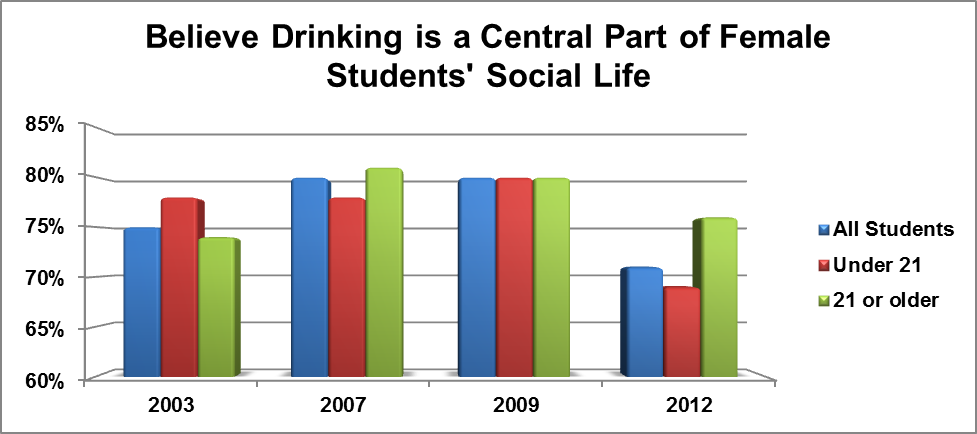 Believe Drinking is a Central Part of Female
Students' Social Life
85%
80%
75%
70%
65%
60%
2003 2007 2009 2012
All Students
Under 21
21 or older